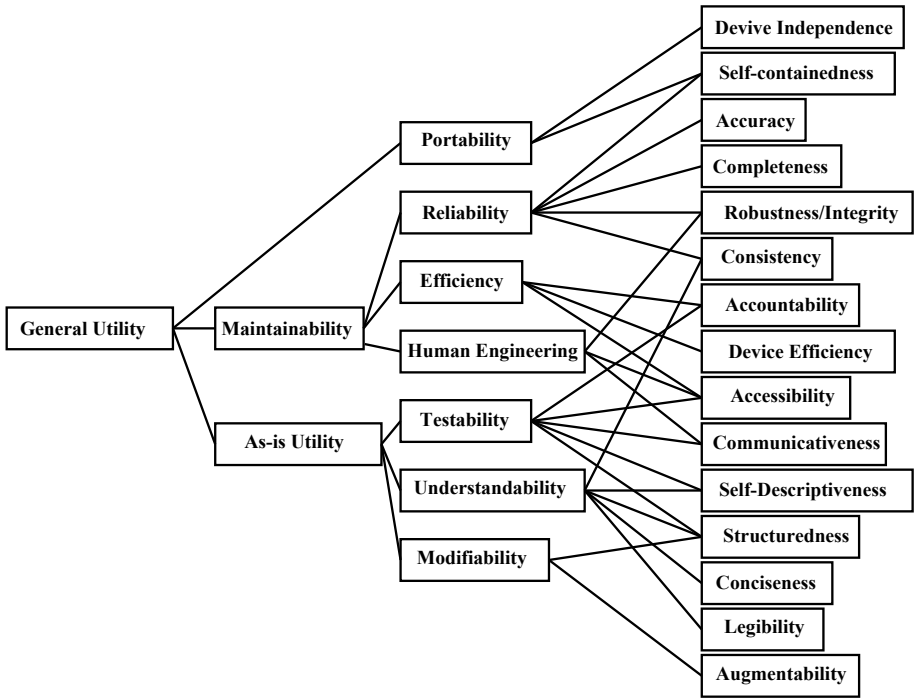 General Utility
Maintainability
As-is Utility
Portability
Reliability
Efficiency
Human Engineering
Testability
Understandability
Modifiability
Devive Independence
Self-containedness
Accuracy
Completeness
Robustness/Integrity
Consistency
Accountability
Device Efficiency
Accessibility
Communicativeness
Self-Descriptiveness
Structuredness
Conciseness
Legibility
Augmentability